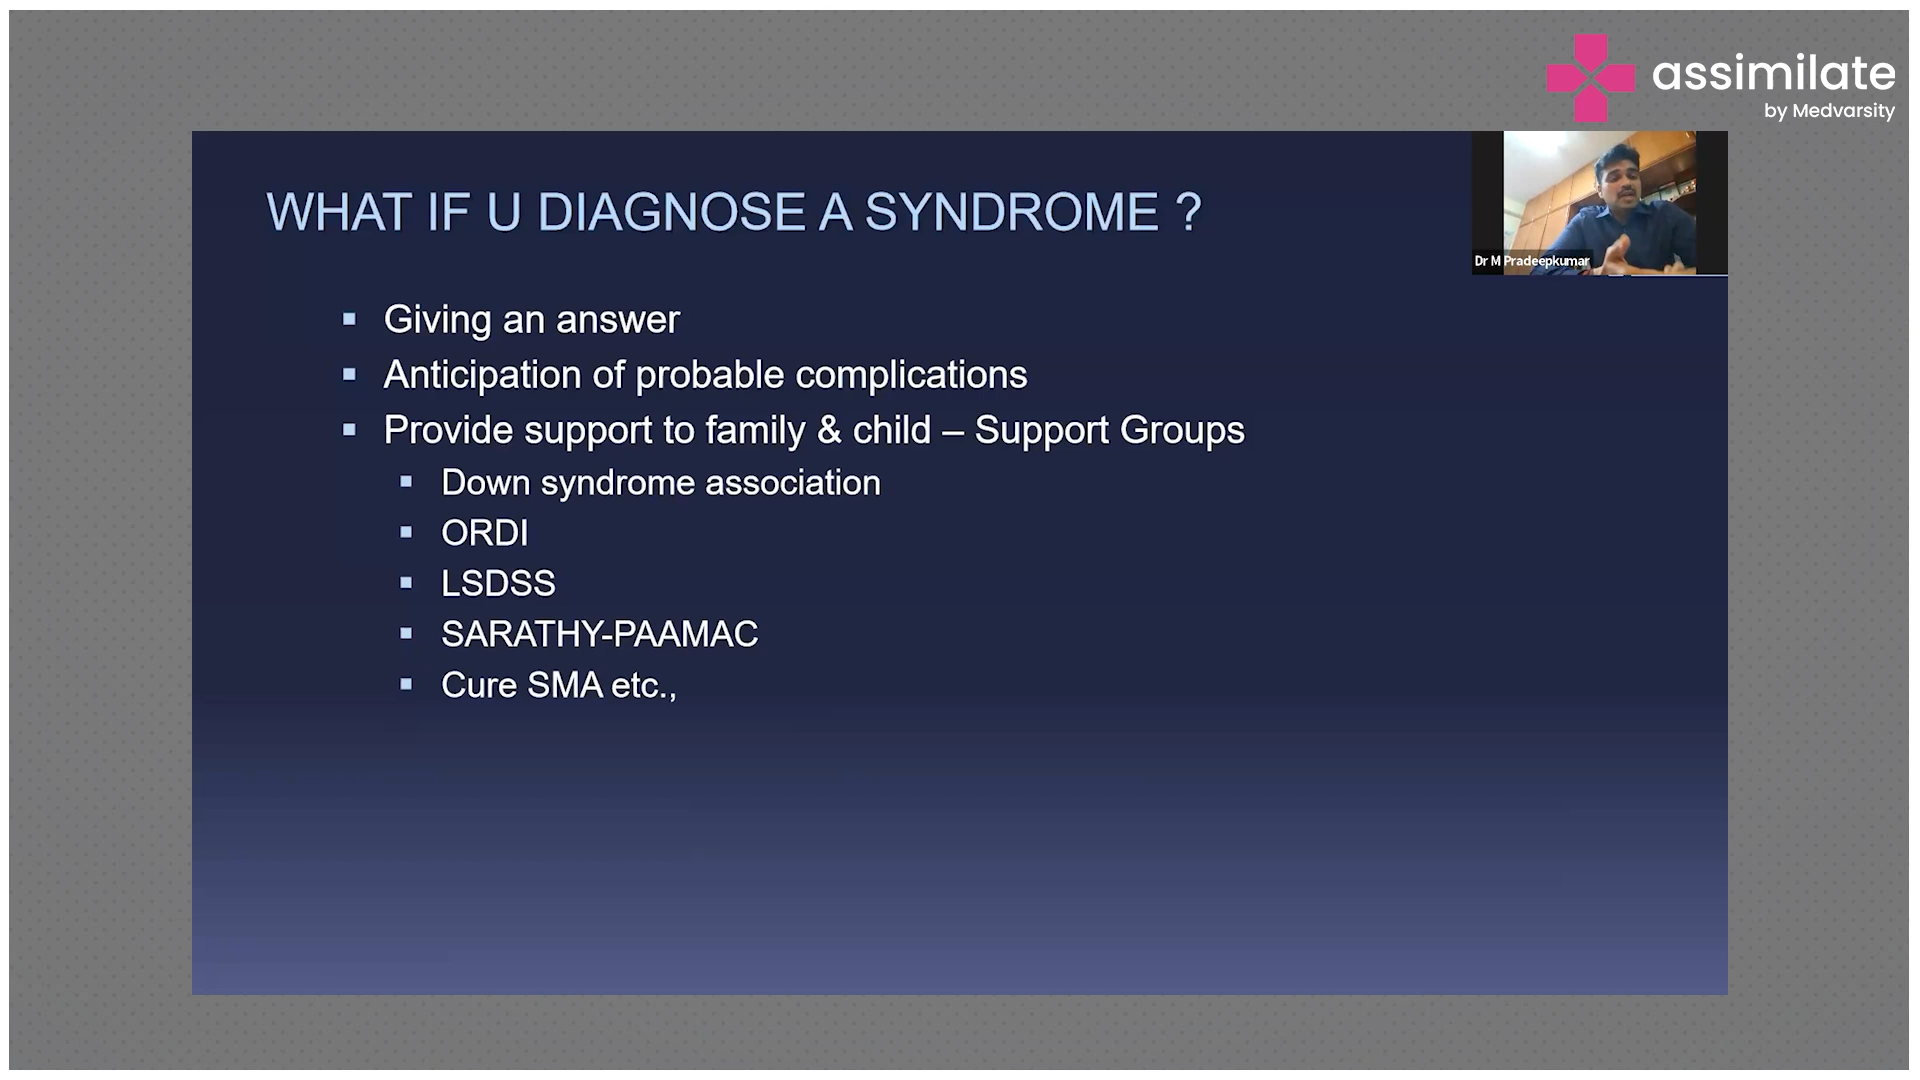 assimilate
by Medvarsity
WHAT IF U DIAGNOSE A SYNDROME ?
Dr M Pradeepkumar
▪ Giving an answer
▪ Anticipation of probable complications
▪ Provide support to family & child – Support Groups
▪ Down syndrome association
▪ ORDI
▪ LSDSS
▪ SARATHY-PAAMAC
▪ Cure SMA etc.,